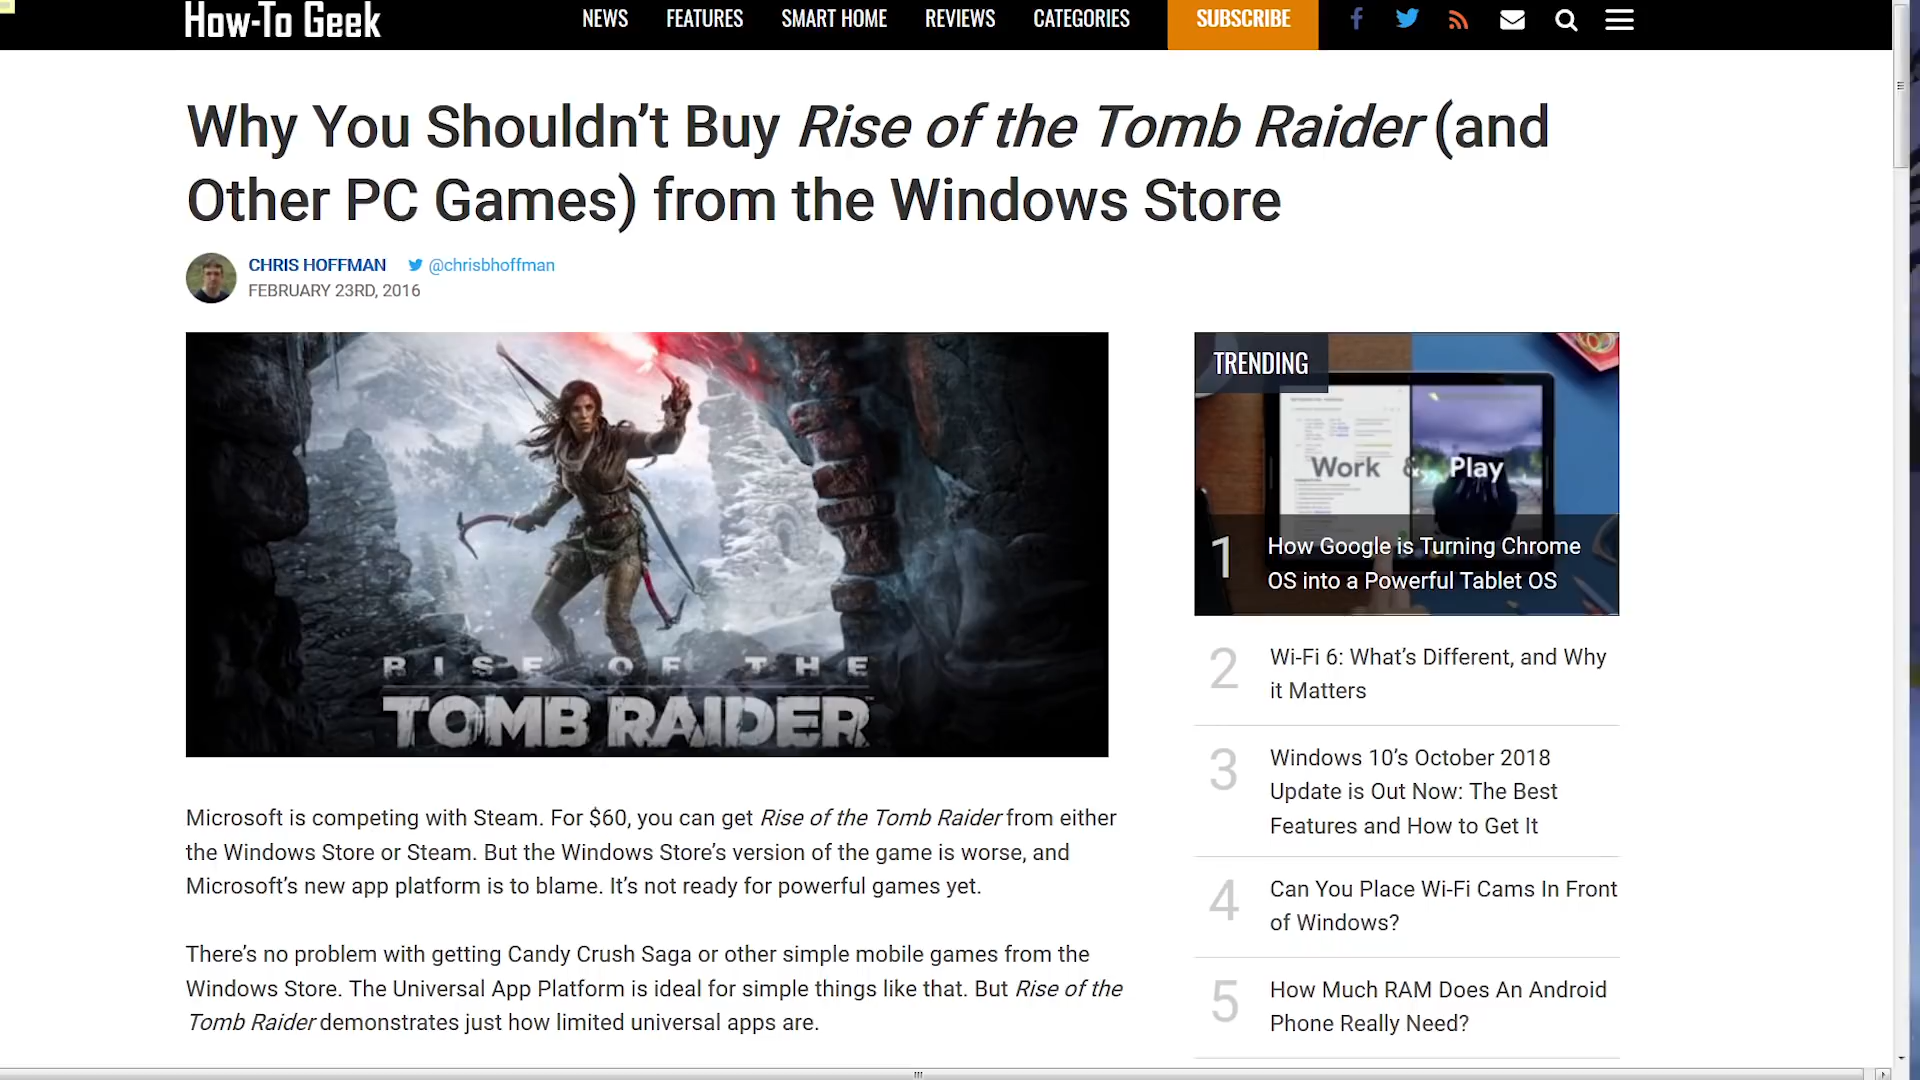 How-To Geek
NEWS FEATURES SMART HOME REVIEWS CATEGORIES SUBSCRIBE
Why You Shouldn’t Buy Rise of the Tomb Raider (and
Other PC Games) from the Windows Store
CHRIS HOFFMAN @chrisbhoffman
FEBRUARY 23RD, 2016
RISE OF THE
TOMB RAIDER
Microsoft is competing with Steam. For $60, you can get Rise of the Tomb Raider from either
the Windows Store or Steam. But the Windows Store’s version of the game is worse, and
Microsoft’s new app platform is to blame. It’s not ready for powerful games yet.
There’s no problem with getting Candy Crush Saga or other simple mobile games from the
Windows Store. The Universal App Platform is ideal for simple things like that. But Rise of the
Tomb Raider demonstrates just how limited universal apps are.
TRENDING
Work & Play
1 How Google is Turning Chrome
OS into a Powerful Tablet OS
2 Wi-Fi 6: What’s Different, and Why
it Matters
3 Windows 10’s October 2018
Update is Out Now: The Best
Features and How to Get It
4 Can You Place Wi-Fi Cams In Front
of Windows?
5 How Much RAM Does An Android
Phone Really Need?